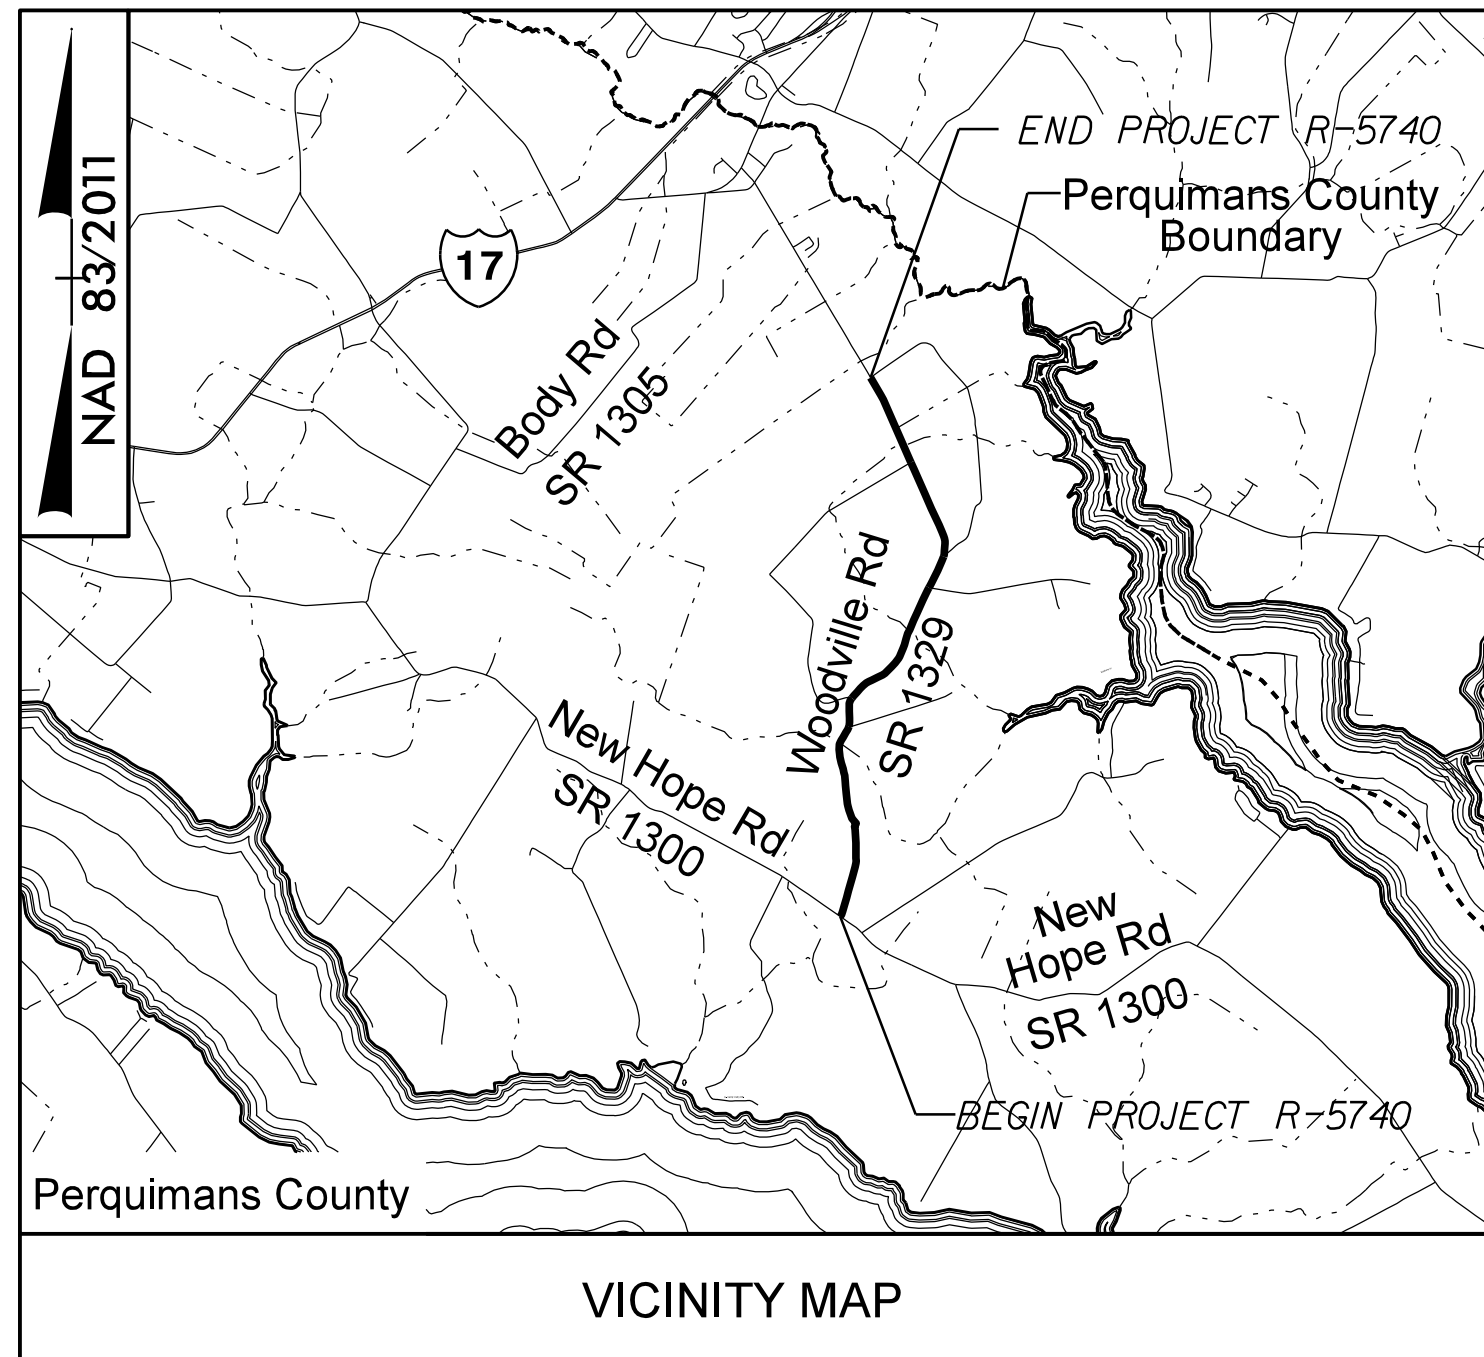 NAD 83/2011
END PROJECT R-5740
Perquimans County
Boundary
17
Body Rd
SR 1305
Woodville Rd
SR 1329
New Hope Rd
SR 1300
New
Hope Rd
SR 1300
BEGIN PROJECT R-5740
Perquimans County
VICINITY MAP